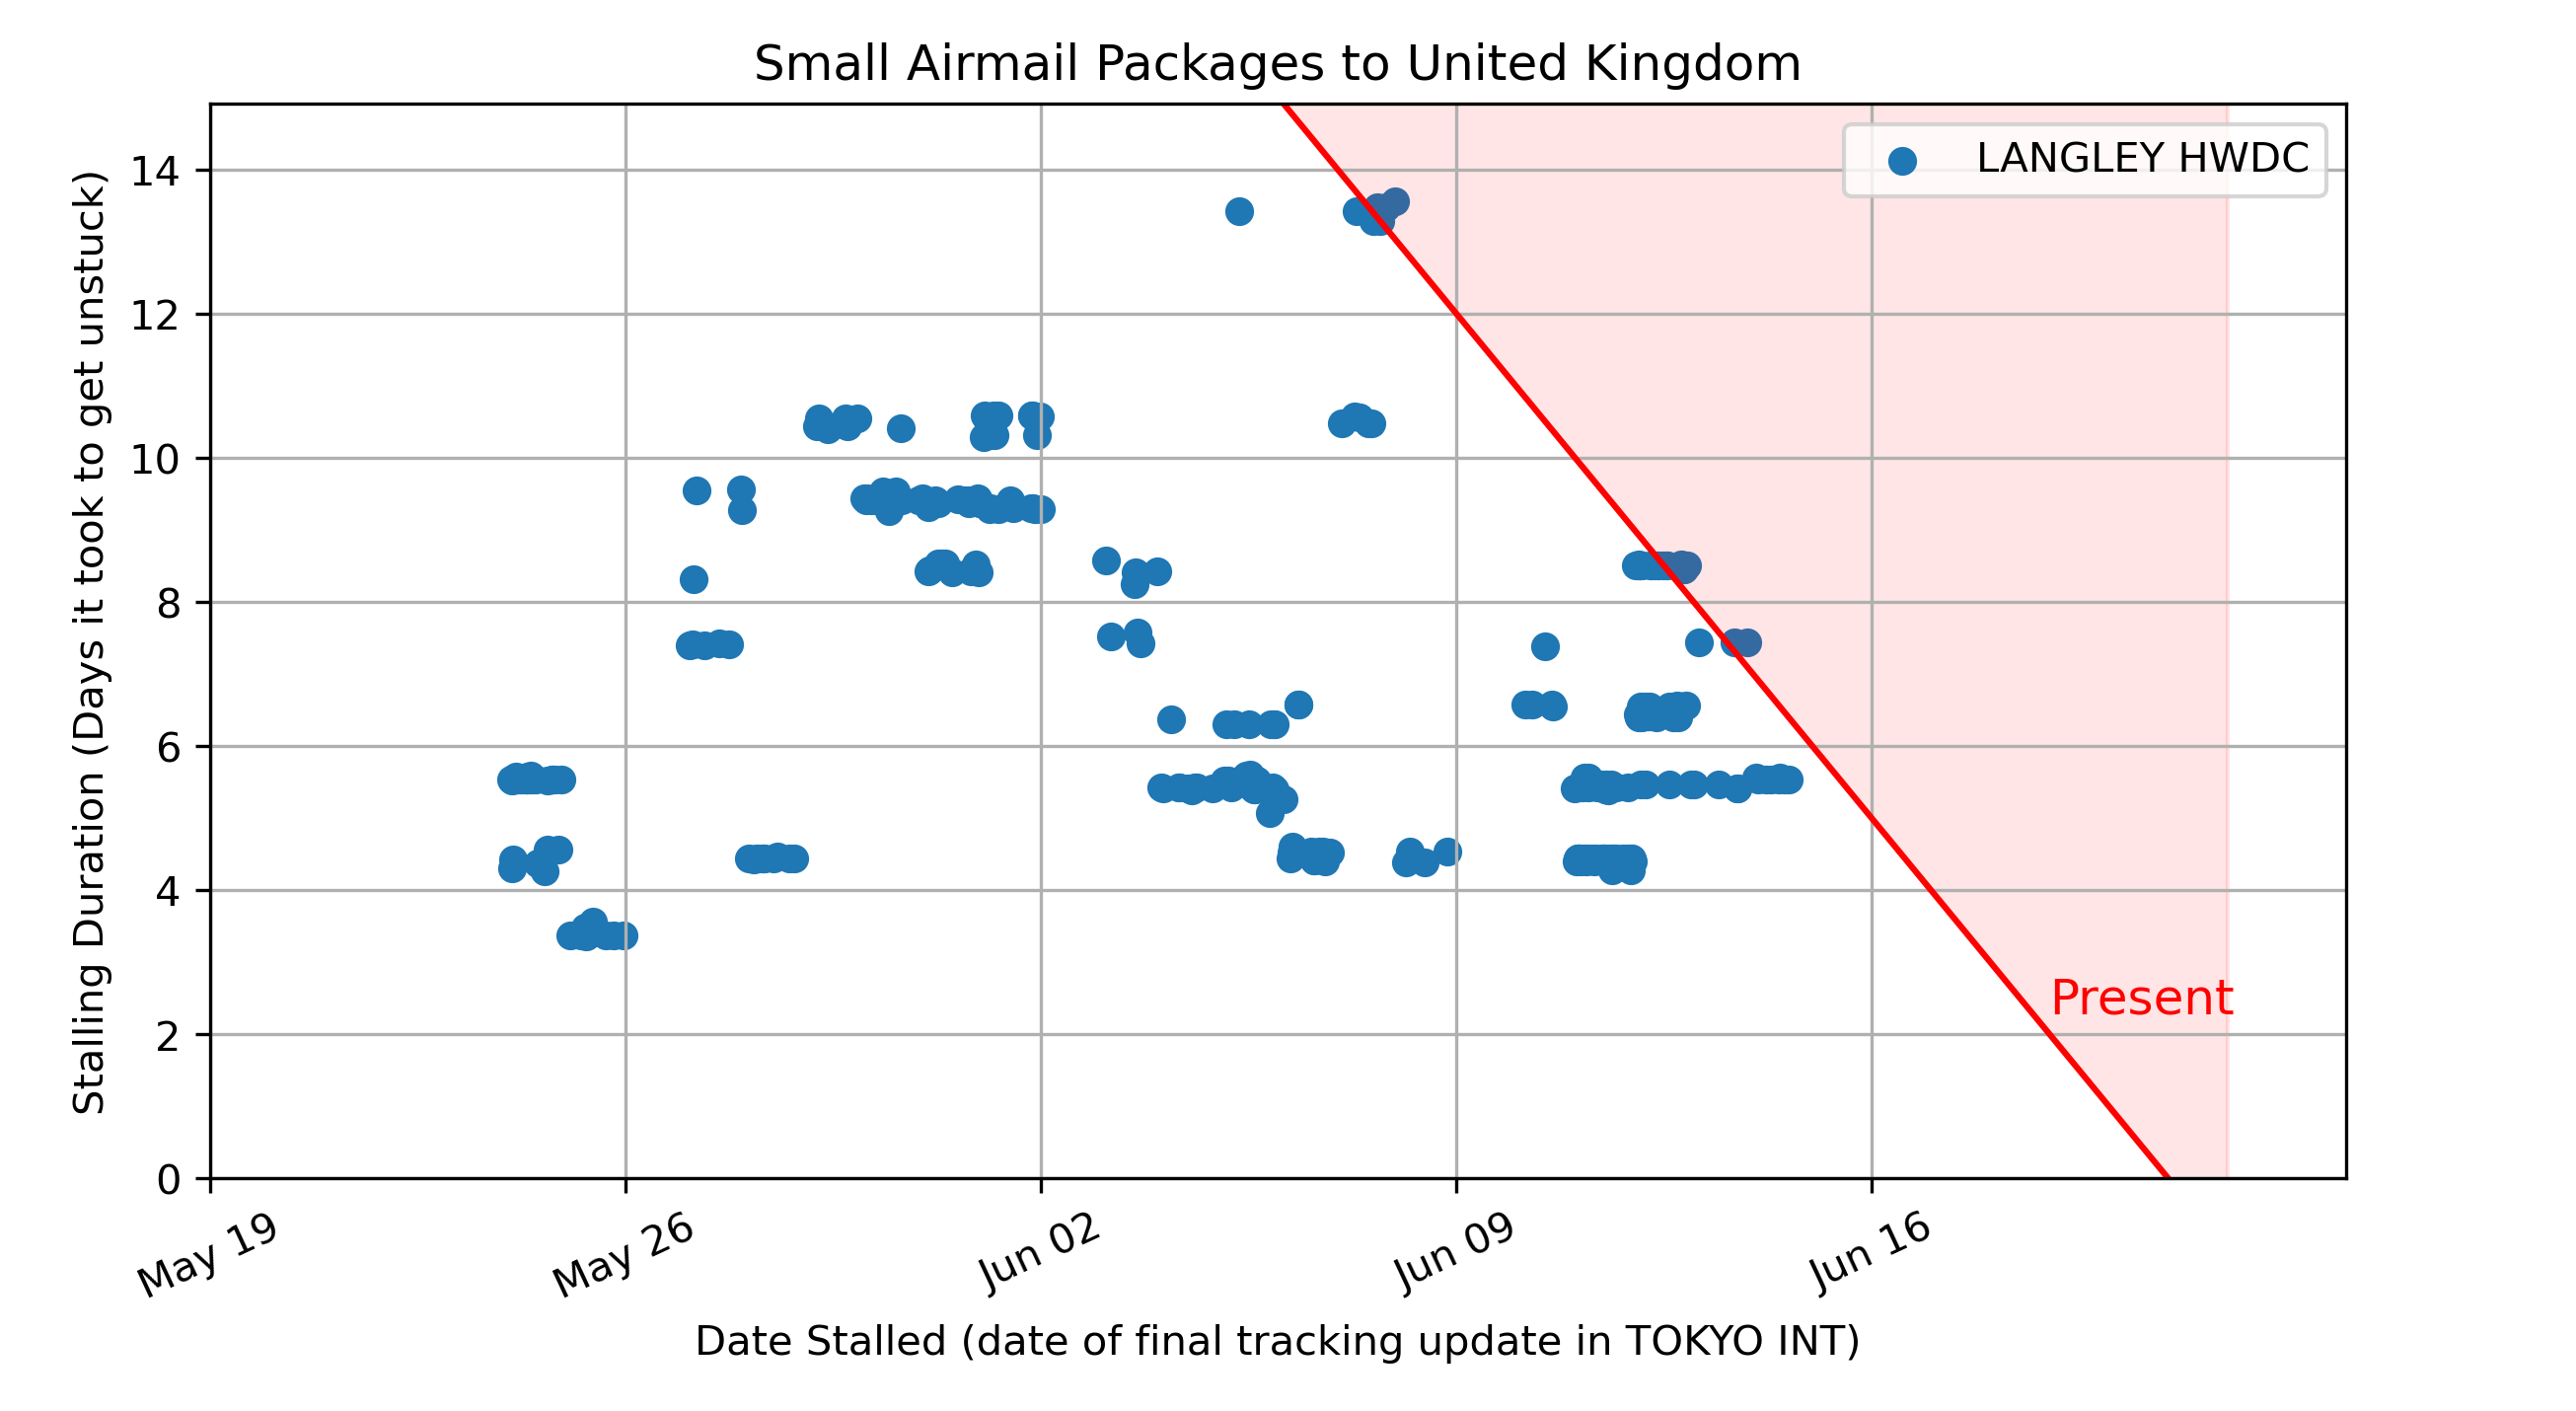 Small Airmail Packages to United Kingdom
LANGLEY HWDC
Stalling Duration (Days it took to get unstuck)
14
12
10
8
6
4
2
0
Present
May 19
May 26
Jun 02
Jun 09
Jun 16
Date Stalled (date of final tracking update in TOKYO INT)